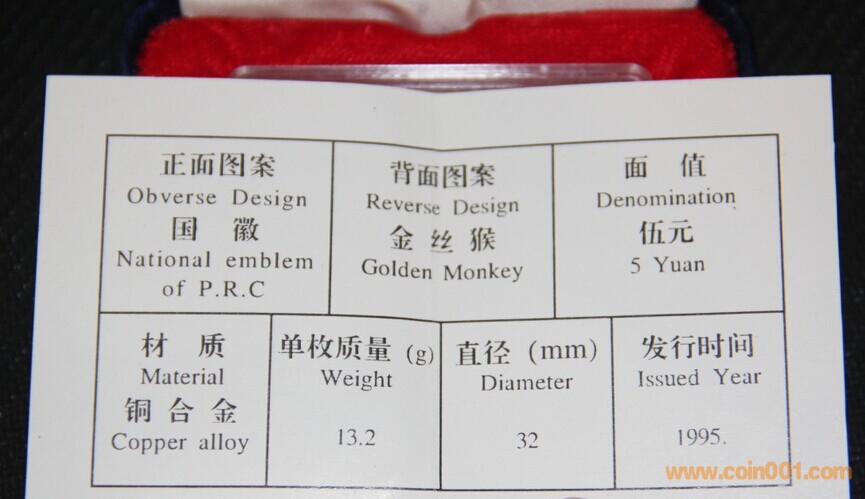 正面图案
Obverse Design
国 徽
National emblem
of P.R.C
背面图案
Reverse Design
金 丝 猴
Golden Monkey
面 值
Denomination
伍元
5 Yuan
材 质
Material
铜 合 金
Copper alloy
单枚质量 (g)
Weight
13.2
直径 (mm)
Diameter
32
发行时间
Issued Year
1995.
www.coin001.com